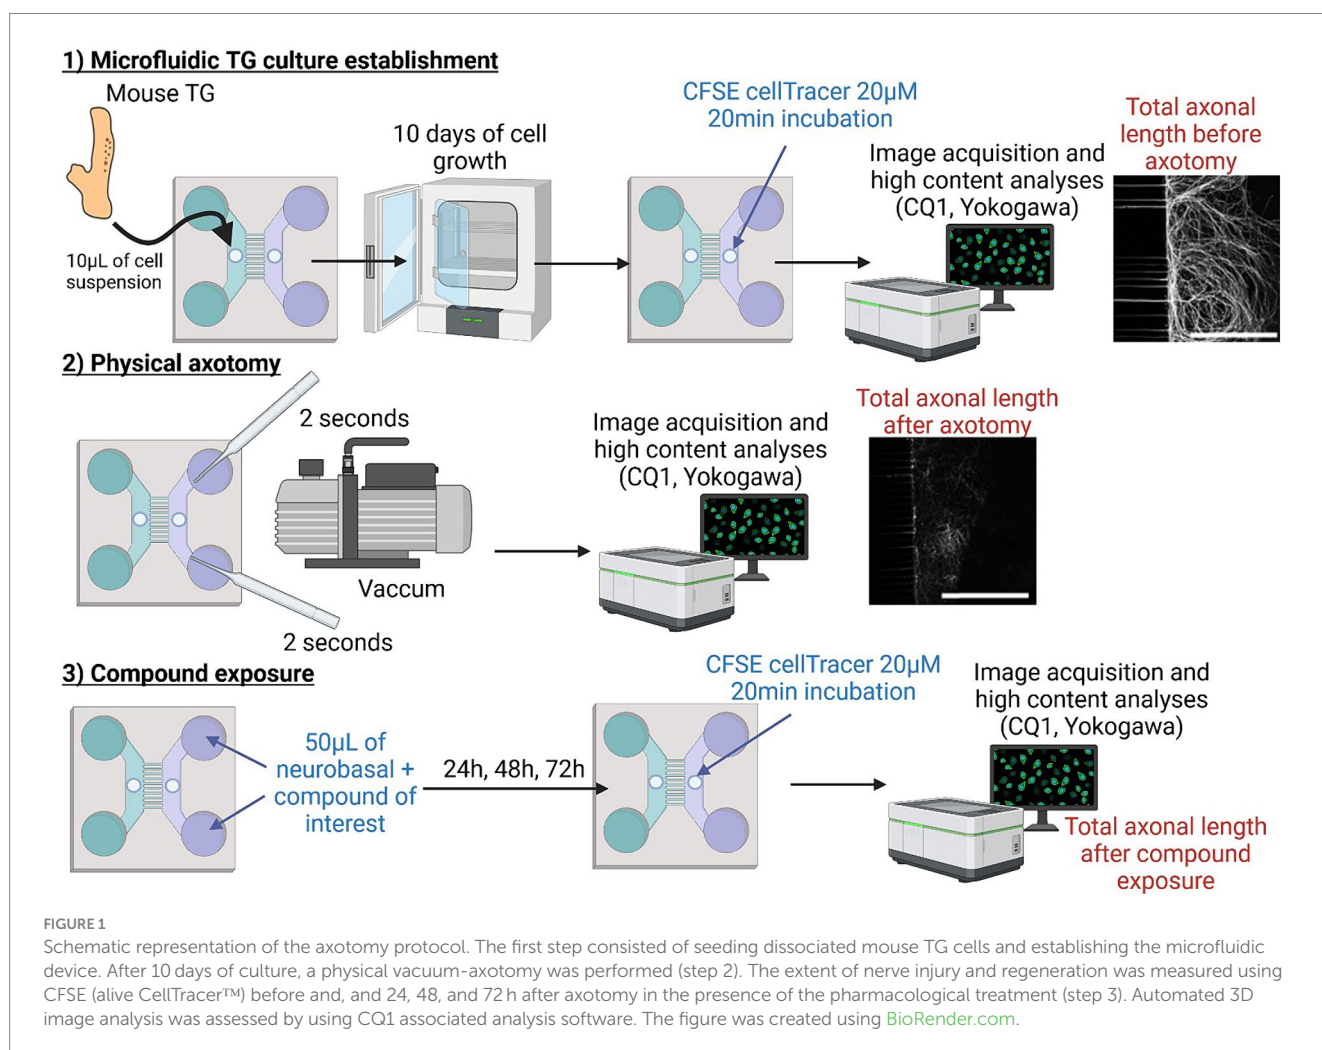 1) Microfluidic TG culture establishment
Mouse TG
10µL of cell
suspension
10 days of cell
growth
CFSE cellTracer 20µM
20min incubation
Image acquisition and
high content analyses
(CQ1, Yokogawa)
Total axonal
length before
axotomy
2) Physical axotomy
2 seconds
Vaccum
2 seconds
Image acquisition and
high content analyses
(CQ1, Yokogawa)
Total axonal length
after axotomy
3) Compound exposure
50µL of
neurobasal +
compound of
interest
24h, 48h, 72h
CFSE cellTracer 20µM
20min incubation
Image acquisition and
high content analyses
(CQ1, Yokogawa)
Total axonal length
after compound
exposure
FIGURE 1
Schematic representation of the axotomy protocol. The first step consisted of seeding dissociated mouse TG cells and establishing the microfluidic
device. After 10 days of culture, a physical vacuum-axotomy was performed (step 2). The extent of nerve injury and regeneration was measured using
CFSE (alive CellTracer™) before and, and 24, 48, and 72 h after axotomy in the presence of the pharmacological treatment (step 3). Automated 3D
image analysis was assessed by using CQ1 associated analysis software. The figure was created using BioRender.com.